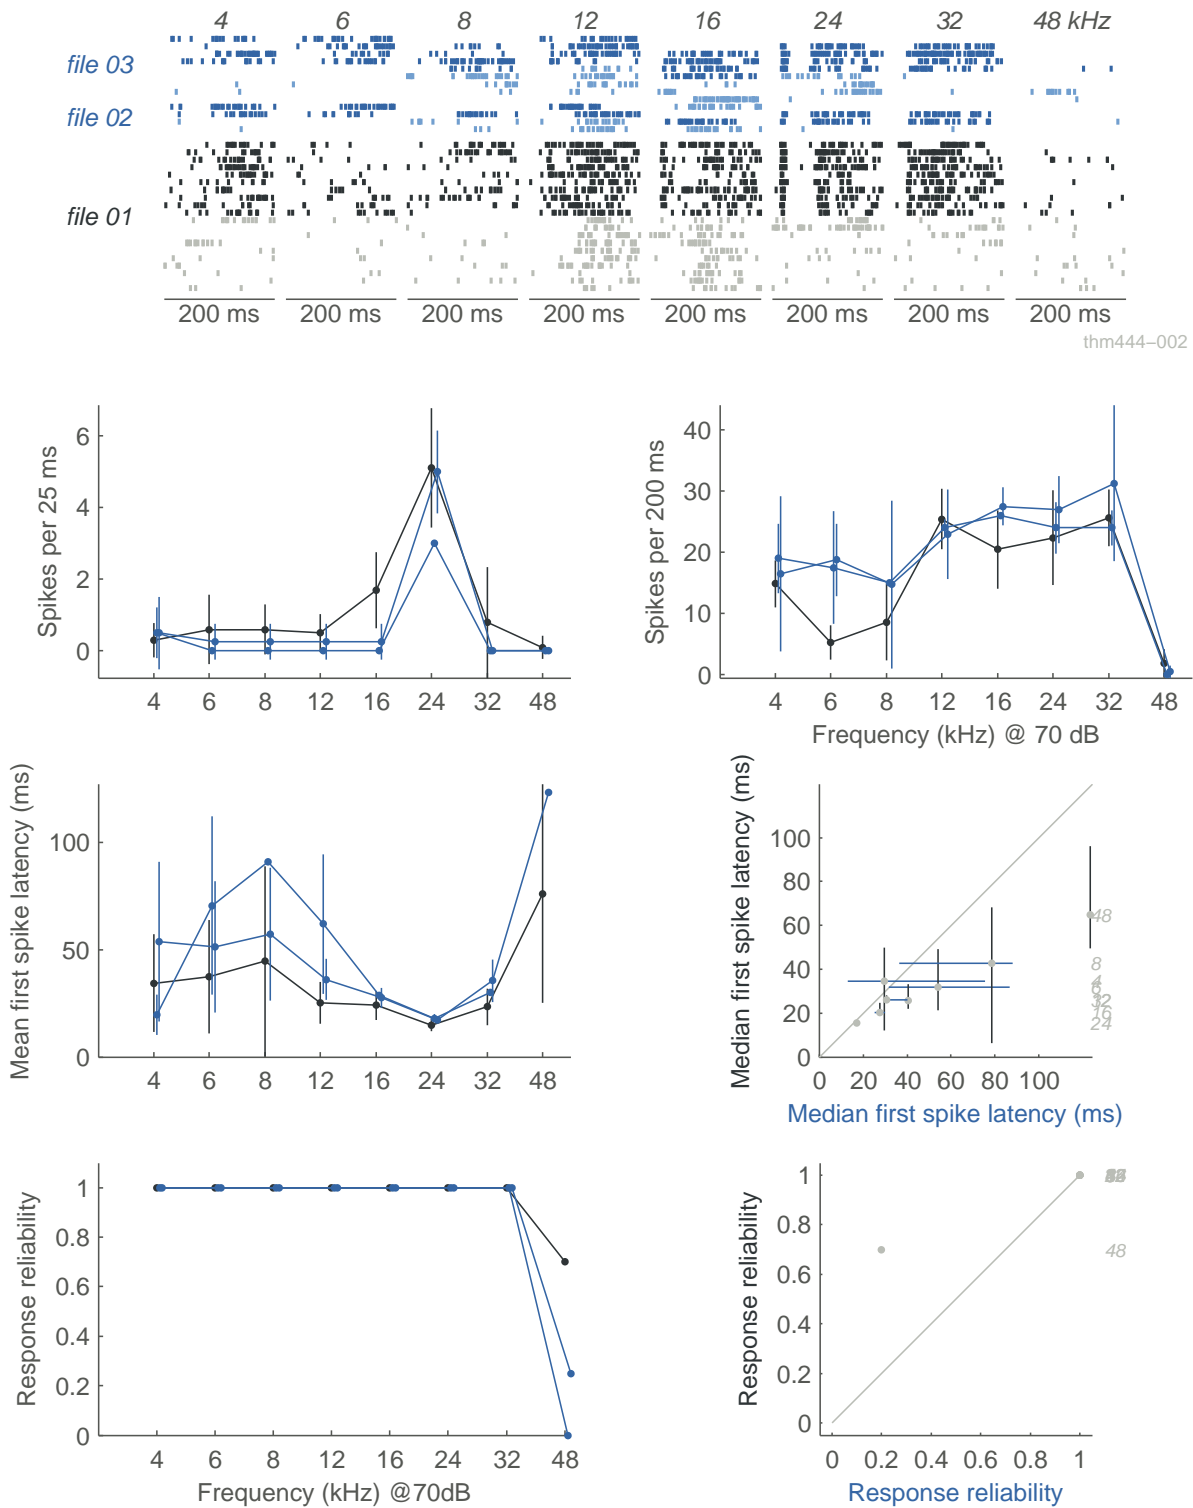 4 6 8 12 16 24 32 48 kHz
file 03
file 02
file 01
200 ms 200 ms 200 ms 200 ms 200 ms 200 ms 200 ms 200 ms
thm444–002
Spikes per 25 ms
6
4
2
0
4 6 8 12 16 24 32 48
Spikes per 200 ms
40
30
20
10
0
4 6 8 12 16 24 32 48
Frequency (kHz) @ 70 dB
Mean first spike latency (ms)
100
50
0
4 6 8 12 16 24 32 48
Median first spike latency (ms)
100
80
60
40
20
0
48
8
4
6
16
24
0 20 40 60 80 100
Median first spike latency (ms)
Response reliability
1
0.8
0.6
0.4
0.2
0
4 6 8 12 16 24 32 48
Frequency (kHz) @70dB
Response reliability
1
0.8
0.6
0.4
0.2
0
48
0 0.2 0.4 0.6 0.8 1
Response reliability